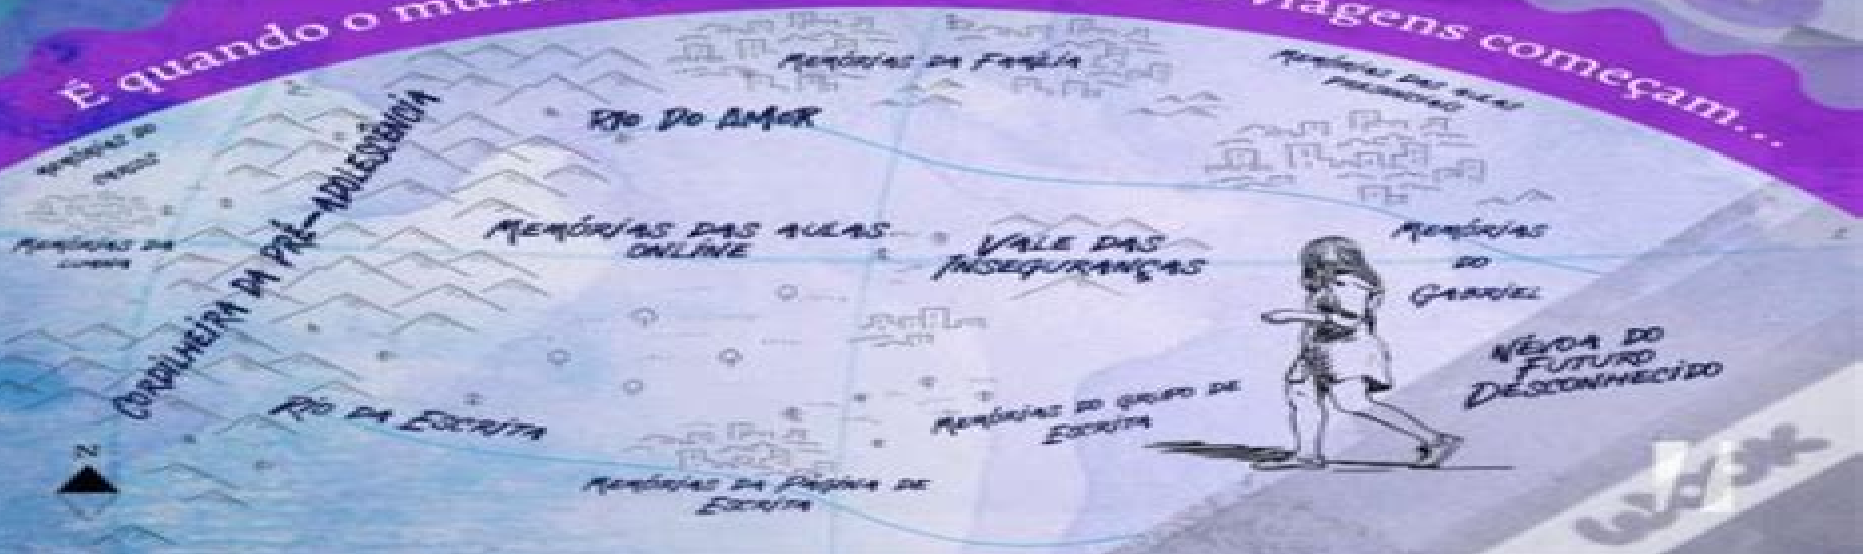 É quando o
viagens começam...
MEMÓRIAS DA FAMÍLIA
MEMÓRIAS DAS AULAS
PRESENCIAIS
RIO DO AMOR
CORDILHEIRA DA PRÉ-ADOLESCÊNCIA
MEMÓRIAS DO
MEMÓRIAS DA
MEMÓRIAS DAS AULAS
ONLINE
VALE DAS
INSEGURANÇAS
MEMÓRIAS
DO
GABRIEL
NÉVOA DO
FUTURO
DESCONHECIDO
RIO DA ESCRITA
MEMÓRIAS DO GRUPO DE
ESCRITA
MEMÓRIAS DA PÁGINA DE
ESCRITA
N